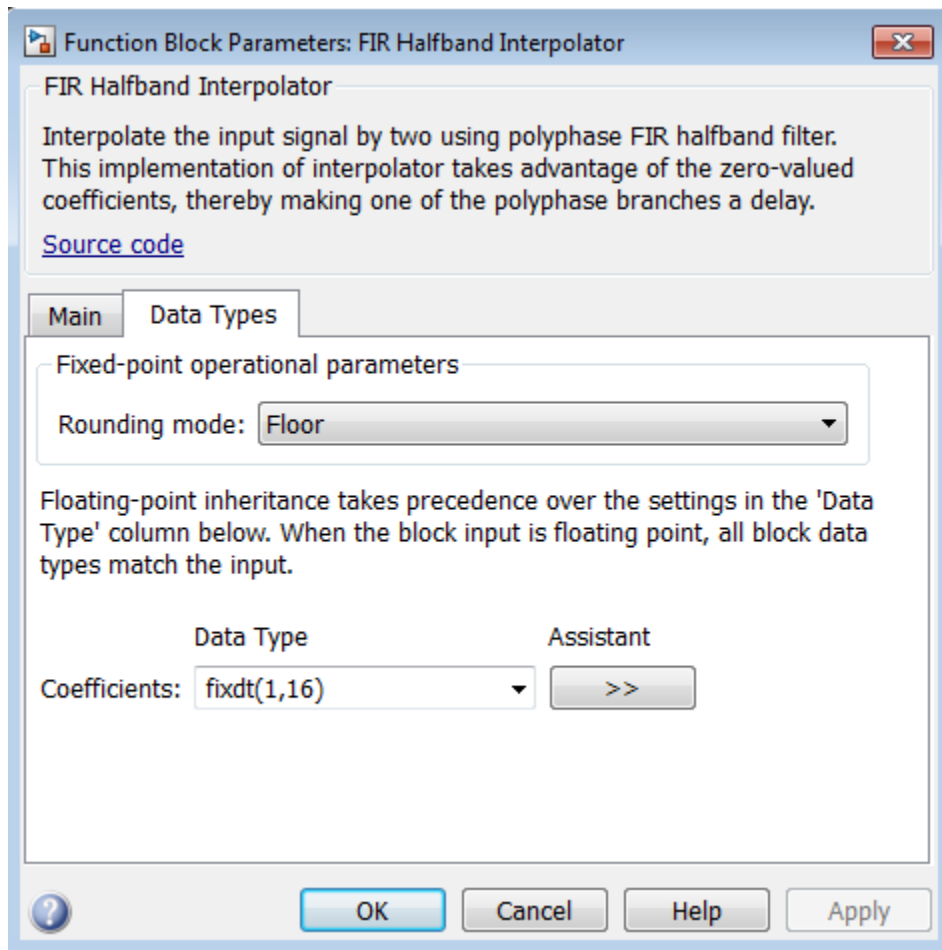 Function Block Parameters: FIR Halfband Interpolator
FIR Halfband Interpolator
Interpolate the input signal by two using polyphase FIR halfband filter.
This implementation of interpolator takes advantage of the zero-valued
coefficients, thereby making one of the polyphase branches a delay.
Source code
Main Data Types
Fixed-point operational parameters
Rounding mode: Floor
Floating-point inheritance takes precedence over the settings in the 'Data
Type' column below. When the block input is floating point, all block data
types match the input.
Data Type Assistant
Coefficients: fixdt(1,16) >>
? OK Cancel Help Apply